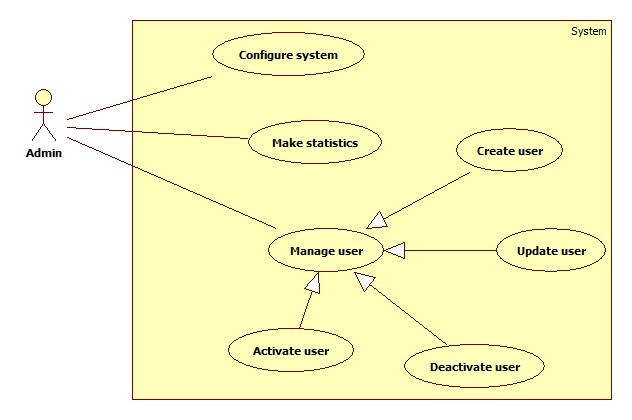 System
Configure system
Admin
Make statistics
Create user
Manage user
Update user
Activate user
Deactivate user